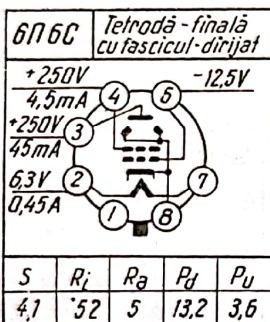 6П6С
Tetrodă-finală
cu fascicul-dirijat
+250V
4,5mA
-12,5V
+250V
45mA
6,3V
0,45A
4
5
3
2
7
1
8
S Ri Ra Pd Pu
4,1 52 5 13,2 3,6